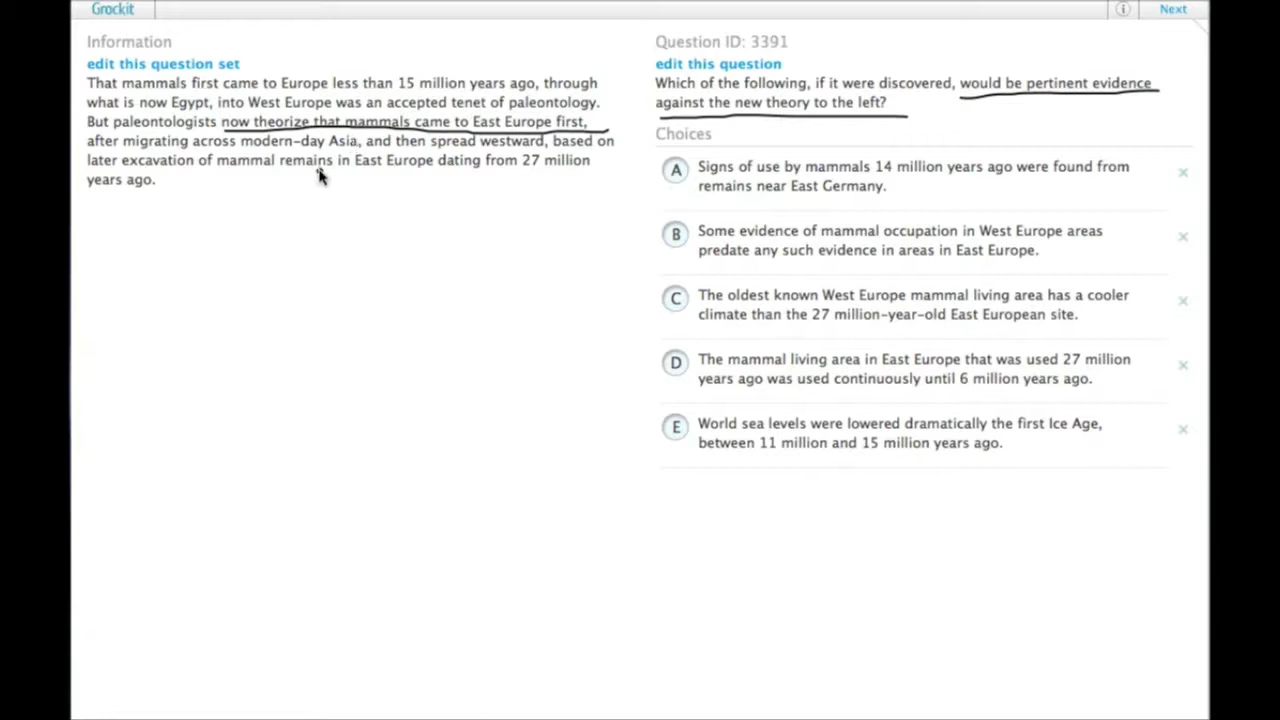 Grockit
Next
Information
edit this question set
That mammals first came to Europe less than 15 million years ago, through
what is now Egypt, into West Europe was an accepted tenet of paleontology.
But paleontologists now theorize that mammals came to East Europe first,
after migrating across modern-day Asia, and then spread westward, based on
later excavation of mammal remains in East Europe dating from 27 million
years ago.
Question ID: 3391
edit this question
Which of the following, if it were discovered, would be pertinent evidence
against the new theory to the left?
Choices
A Signs of use by mammals 14 million years ago were found from
remains near East Germany.
B Some evidence of mammal occupation in West Europe areas
predate any such evidence in areas in East Europe.
C The oldest known West Europe mammal living area has a cooler
climate than the 27 million-year-old East European site.
D The mammal living area in East Europe that was used 27 million
years ago was used continuously until 6 million years ago.
E World sea levels were lowered dramatically the first Ice Age,
between 11 million and 15 million years ago.